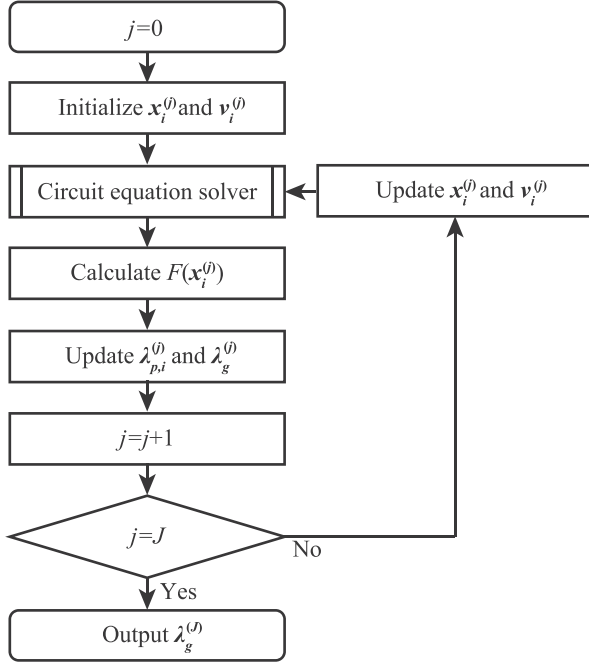 j=0
Initialize x_i^(j) and v_i^(j)
Circuit equation solver
Update x_i^(j) and v_i^(j)
Calculate F(x_i^(j))
Update λ_p,i^(j) and λ_g^(j)
j=j+1
j=J
No
Yes
Output λ_g^(J)